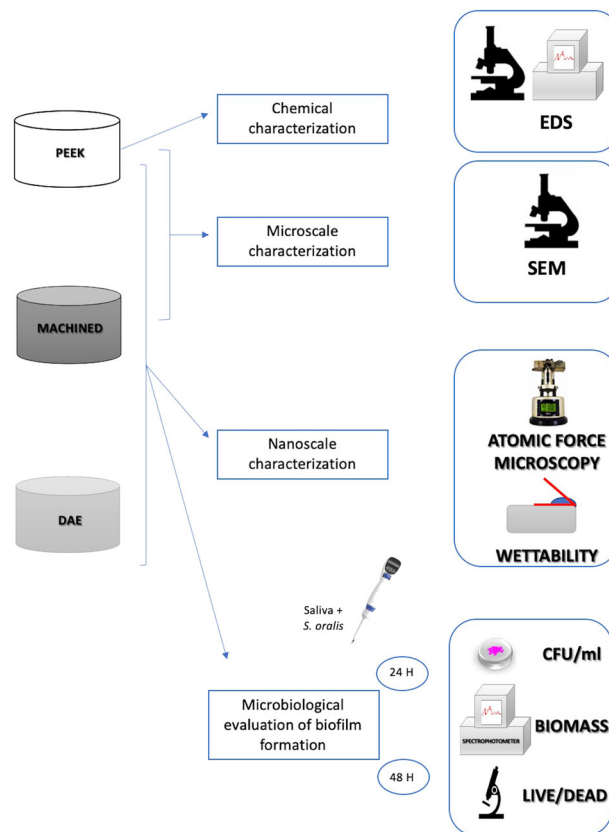 PEEK
MACHINED
DAE
Chemical
characterization
Microscale
characterization
Nanoscale
characterization
Saliva +
S. oralis
24 H
Microbiological
evaluation of biofilm
formation
48 H
EDS
SEM
ATOMIC FORCE
MICROSCOPY
WETTABILITY
CFU/ml
BIOMASS
SPECTROPHOTOMETER
LIVE/DEAD